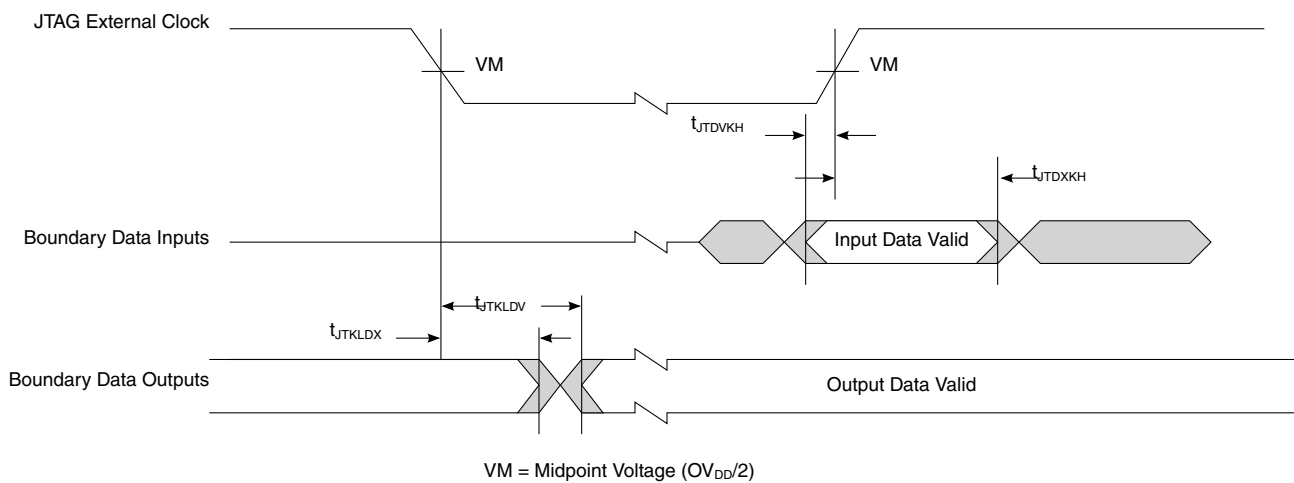 JTAG External Clock
VM
VM
tJTDVKH
tJTDXKH
Boundary Data Inputs
Input Data Valid
tJTKLDV
tJTKLDX
Boundary Data Outputs
Output Data Valid
VM = Midpoint Voltage (OVDD/2)